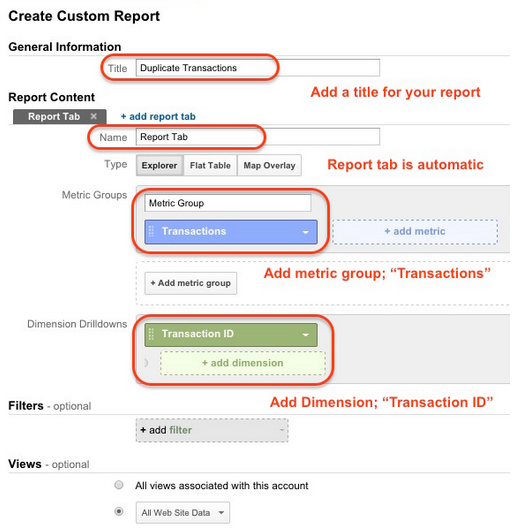 Create Custom Report
General Information
Title Duplicate Transactions
Add a title for your report
Report Content
Report Tab × + add report tab
Name Report Tab
Type Explorer Flat Table Map Overlay
Report tab is automatic
Metric Groups
Metric Group
Transactions + add metric
+ Add metric group
Add metric group; “Transactions”
Dimension Drilldowns
Transaction ID
+ add dimension
Add Dimension; “Transaction ID”
Filters - optional
+ add filter
Views - optional
All views associated with this account
All Web Site Data